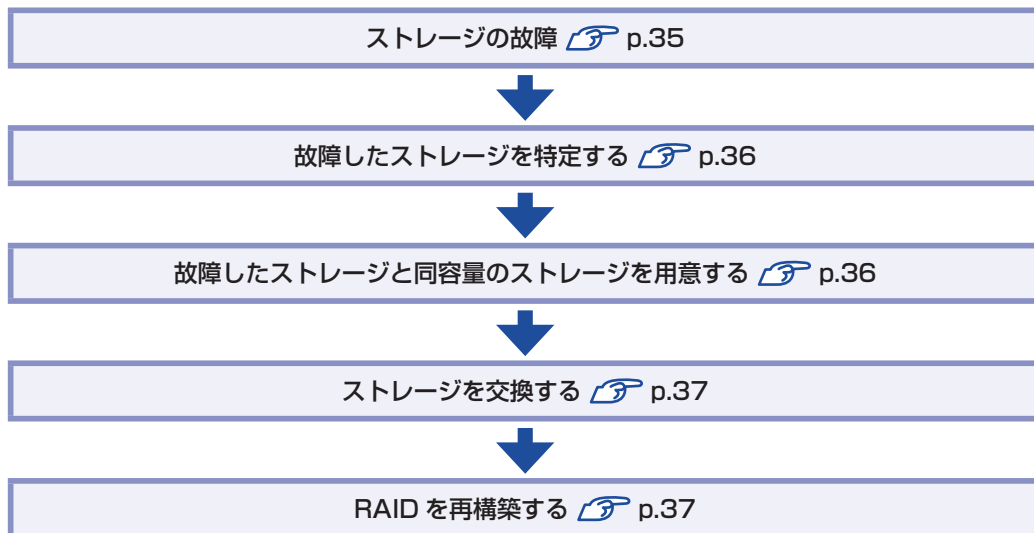 ストレージの故障 p.35
故障したストレージを特定する p.36
故障したストレージと同容量のストレージを用意する p.36
ストレージを交換する p.37
RAID を再構築する p.37